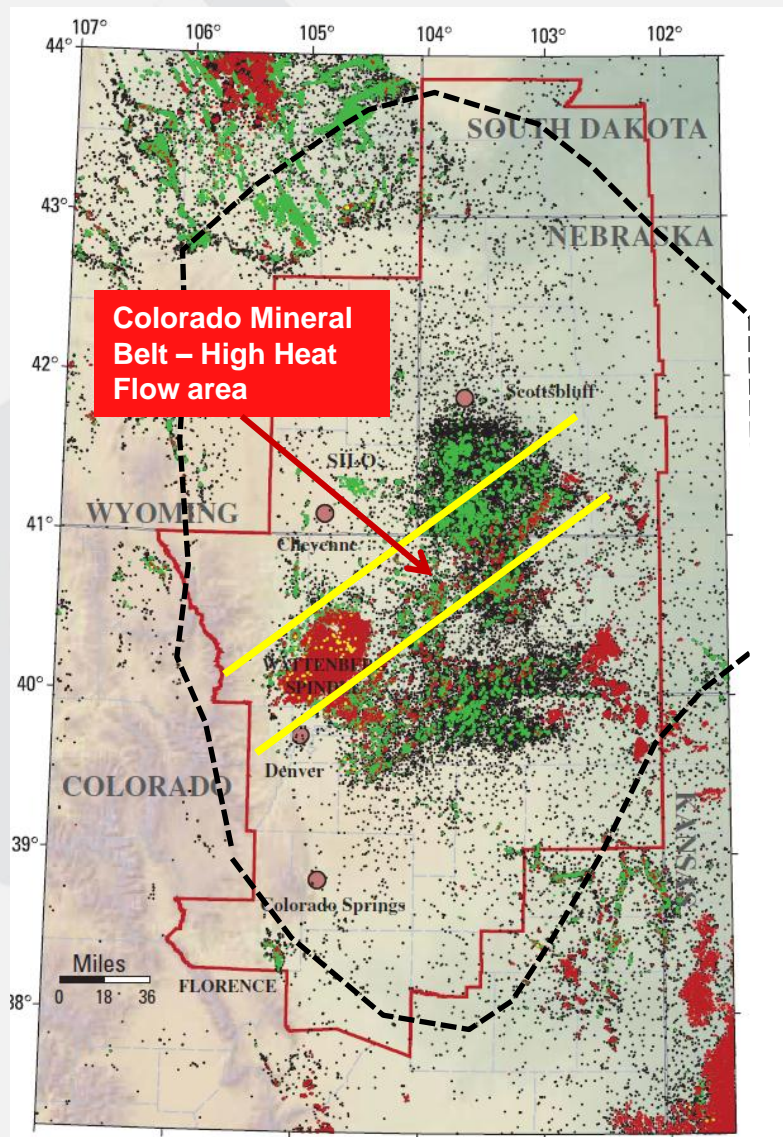 107°
106°
105°
104°
103°
102°
44°
SOUTH DAKOTA
43°
NEBRASKA
Colorado Mineral
Belt – High Heat
Flow area
42°
Scottsbluff
SILO
WYOMING
41°
Cheyenne
WATTENBERG
SPINDLE
40°
Denver
COLORADO
KANSAS
39°
Colorado Springs
Miles
0 18 36
FLORENCE
38°